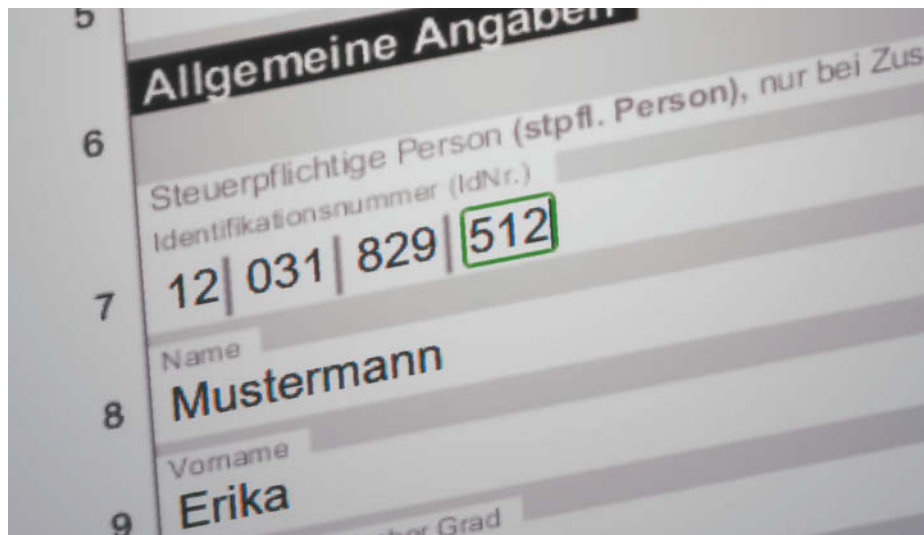 5
Allgemeine Angaben
6
Steuerpflichtige Person (stpfl. Person), nur bei
Identifikationsnummer (IdNr.)
7 12 031 829 512
Name
8 Mustermann
Vorname
9 Erika
Grad